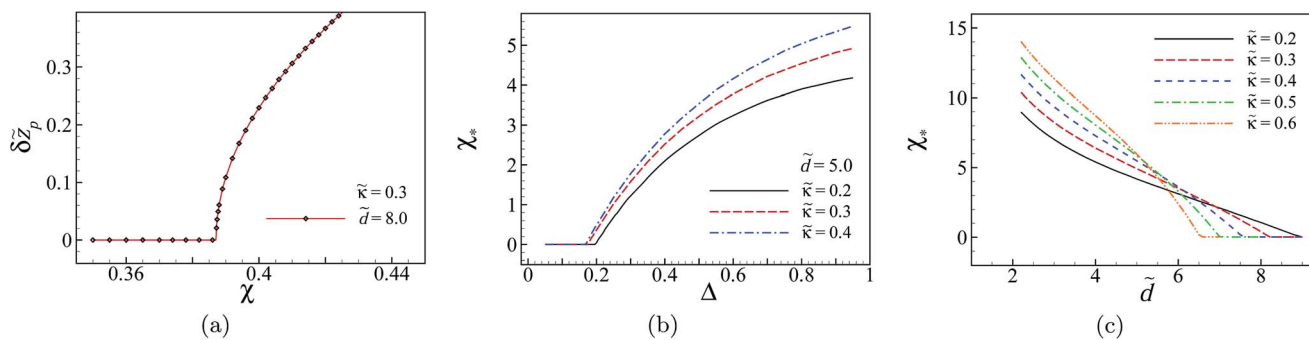 δz̃ₚ
0.3
0.2
0.1
0
0.36
0.4
0.44
χ
κ̃ = 0.3
d̃ = 8.0
(a)
χ*
5
4
3
2
1
0
0
0.2
0.4
0.6
0.8
1
Δ
d̃ = 5.0
κ̃ = 0.2
κ̃ = 0.3
κ̃ = 0.4
(b)
χ*
15
10
5
0
2
4
6
8
d̃
κ̃ = 0.2
κ̃ = 0.3
κ̃ = 0.4
κ̃ = 0.5
κ̃ = 0.6
(c)